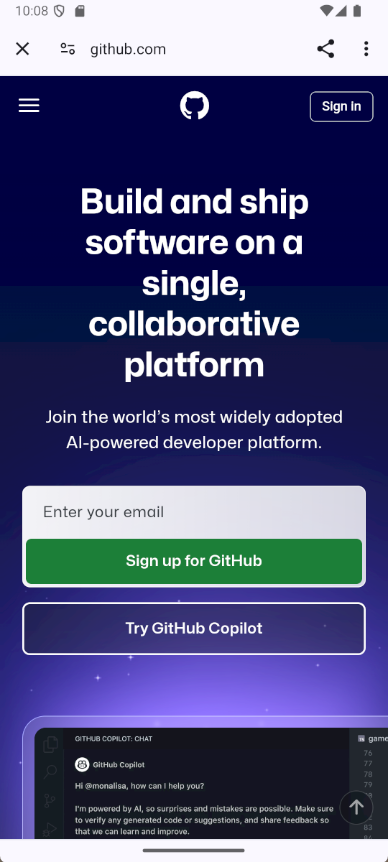 10:08
github.com
Sign in
Build and ship
software on a
single,
collaborative
platform
Join the world's most widely adopted
AI-powered developer platform.
Enter your email
Sign up for GitHub
Try GitHub Copilot
GITHUB COPILOT: CHAT
game
GitHub Copilot
Hi @monalisa, how can I help you?
I'm powered by AI, so surprises and mistakes are possible. Make sure
to verify any generated code or suggestions, and share feedback so
that we can learn and improve.
76
77
78
79
83